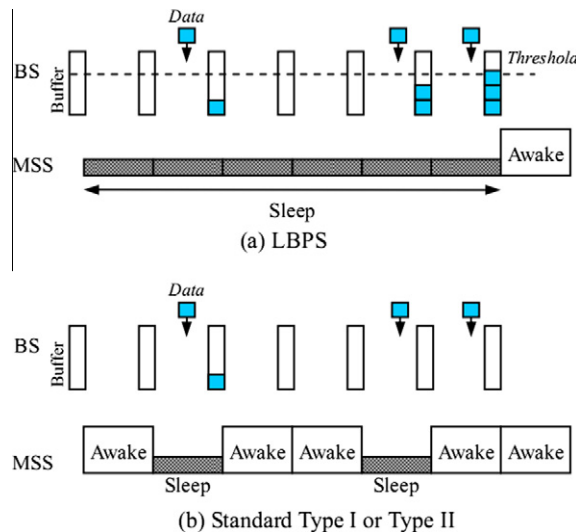 Data
BS
Buffer
Threshold
MSS
Awake
Sleep
(a) LBPS
Data
BS
Buffer
MSS
Awake Awake Awake Awake Awake
Sleep Sleep
(b) Standard Type I or Type II